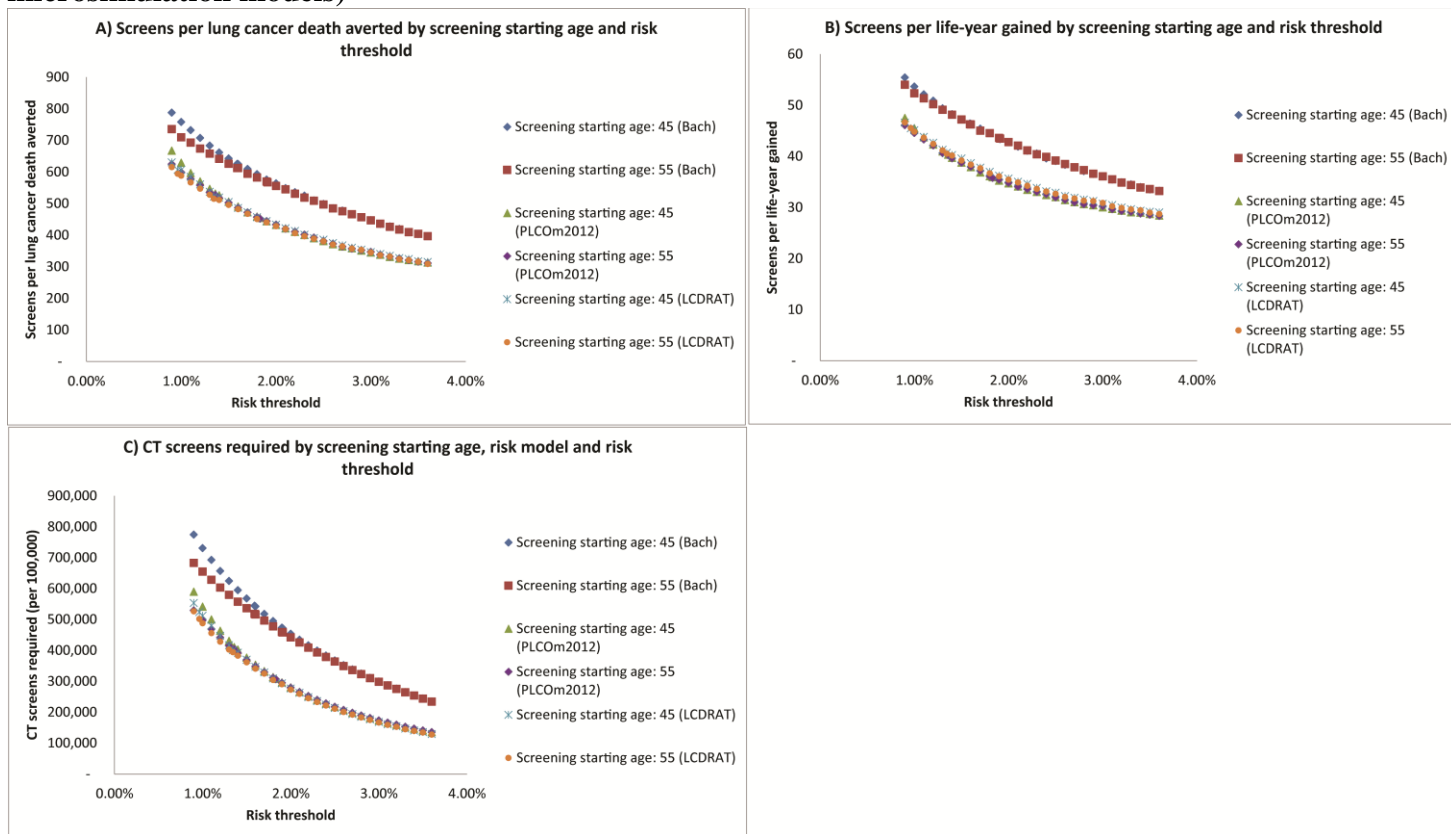 microsimulation models)
A) Screens per lung cancer death averted by screening starting age and risk
threshold
Screens per lung cancer death averted
900
800
700
600
500
400
300
200
100
-
0.00% 1.00% 2.00% 3.00% 4.00%
Risk threshold
Screening starting age: 45 (Bach)
Screening starting age: 55 (Bach)
Screening starting age: 45
(PLCOm2012)
Screening starting age: 55
(PLCOm2012)
Screening starting age: 45 (LCDRAT)
Screening starting age: 55 (LCDRAT)
B) Screens per life-year gained by screening starting age and risk threshold
Screens per life-year gained
60
50
40
30
20
10
-
0.00% 1.00% 2.00% 3.00% 4.00%
Risk threshold
Screening starting age: 45 (Bach)
Screening starting age: 55 (Bach)
Screening starting age: 45
(PLCOm2012)
Screening starting age: 55
(PLCOm2012)
Screening starting age: 45
(LCDRAT)
Screening starting age: 55
(LCDRAT)
C) CT screens required by screening starting age, risk model and risk
threshold
CT screens required (per 100,000)
900,000
800,000
700,000
600,000
500,000
400,000
300,000
200,000
100,000
-
0.00% 1.00% 2.00% 3.00% 4.00%
Risk threshold
Screening starting age: 45 (Bach)
Screening starting age: 55 (Bach)
Screening starting age: 45
(PLCOm2012)
Screening starting age: 55
(PLCOm2012)
Screening starting age: 45 (LCDRAT)
Screening starting age: 55 (LCDRAT)